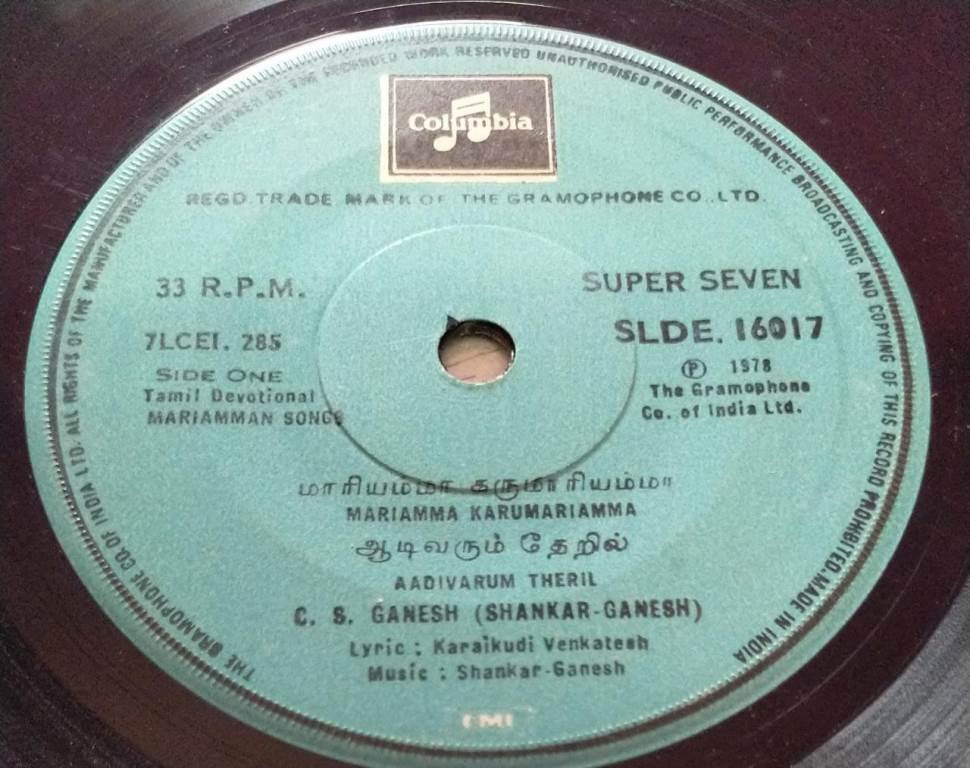 Columbia
REGD. TRADE MARK OF THE GRAMOPHONE CO., LTD.
33 R.P.M.
SUPER SEVEN
7LCEI. 285
SLDE. 16017
SIDE ONE
Ⓟ 1978
Tamil Devotional
The Gramophone
MARIAMMAN SONGS
Co. of India Ltd.
மாரியம்மா கருமாரியம்மா
MARIAMMA KARUMARIAMMA
ஆடிவரும் தேறில்
AADIVARUM THERIL
C. S. GANESH (SHANKAR-GANESH)
Lyric : Karaikudi Venkatesh
Music : Shankar-Ganesh
EMI
THE GRAMOPHONE CO. OF INDIA LTD. ALL RIGHTS OF THE MANUFACTURER AND OF THE OWNER OF THE RECORDED WORK RESERVED UNAUTHORISED PUBLIC PERFORMANCE BROADCASTING AND COPYING OF THIS RECORD PROHIBITED. MADE IN INDIA